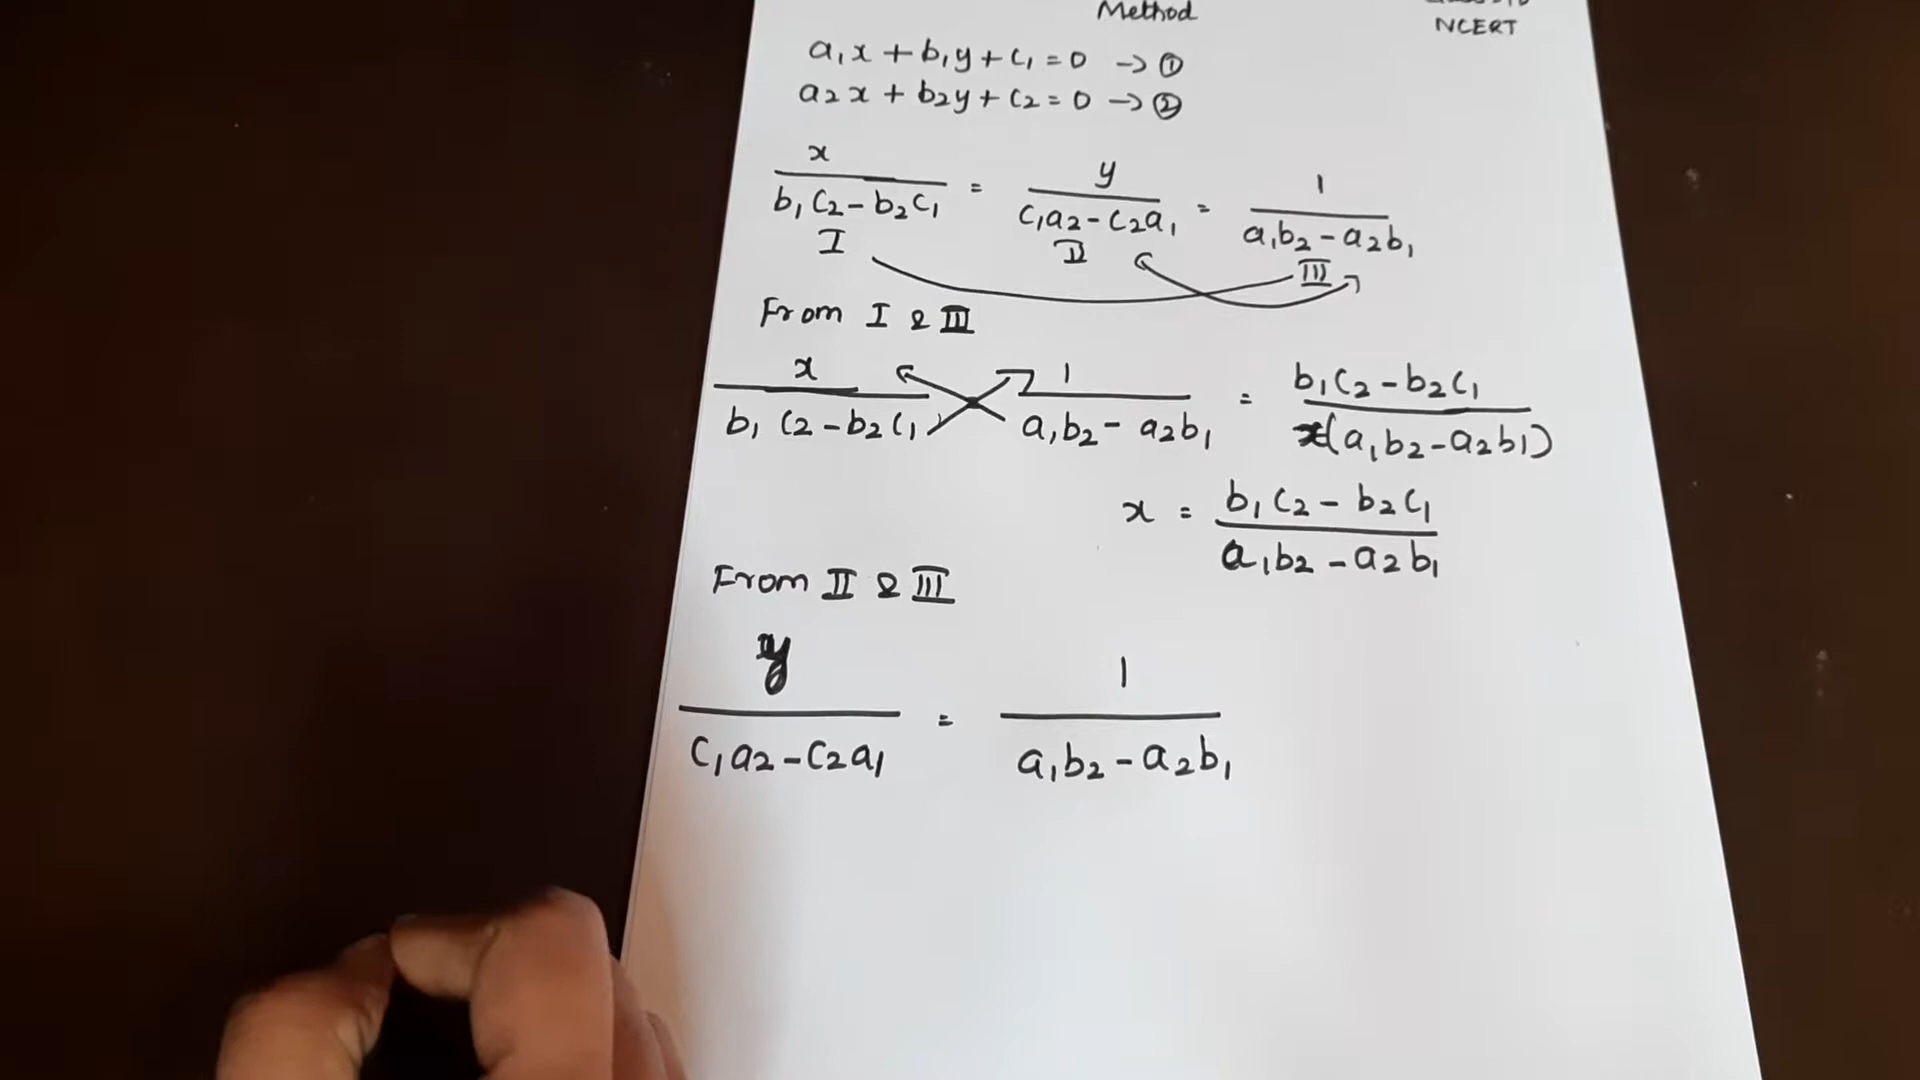 Method
NCERT
a₁x + b₁y + c₁ = 0 → ①
a₂x + b₂y + c₂ = 0 → ②
x / b₁c₂ - b₂c₁ = y / c₁a₂ - c₂a₁ = 1 / a₁b₂ - a₂b₁
I II III
From I & III
x / b₁c₂ - b₂c₁ 1 / a₁b₂ - a₂b₁ = b₁c₂ - b₂c₁ / x(a₁b₂ - a₂b₁)
x = b₁c₂ - b₂c₁ / a₁b₂ - a₂b₁
From II & III
y / c₁a₂ - c₂a₁ = 1 / a₁b₂ - a₂b₁